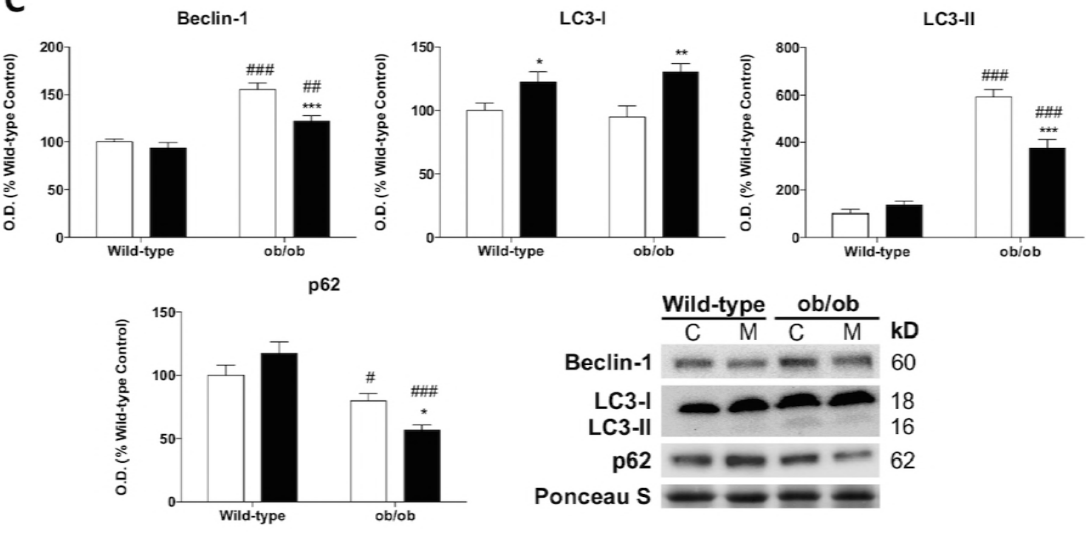 C
Beclin-1
O.D. (% Wild-type Control)
200
150
100
50
0
###
##
***
Wild-type
ob/ob
LC3-I
O.D. (% Wild-type Control)
150
100
50
0
*
**
Wild-type
ob/ob
LC3-II
O.D. (% Wild-type Control)
800
600
400
200
0
###
###
***
Wild-type
ob/ob
p62
O.D. (% Wild-type Control)
150
100
50
0
#
###
*
Wild-type
ob/ob
Wild-type ob/ob
C M C M kD
Beclin-1 60
LC3-I 18
LC3-II 16
p62 62
Ponceau S